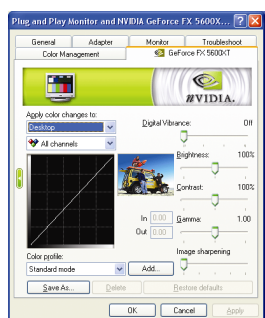 Plug and Play Monitor and NVIDIA GeForce FX 5600X...
General Adapter Monitor Troubleshoot
Color Management GeForce FX 5600XT
NVIDIA.
Apply color changes to:
Desktop
All channels
Digital Vibrance: Off
Brightness: 100%
Contrast: 100%
In 0.00 Gamma: 1.00
Out 0.00
Image sharpening
Color profile:
Standard mode Add...
Save As... Delete Restore defaults
OK Cancel Apply